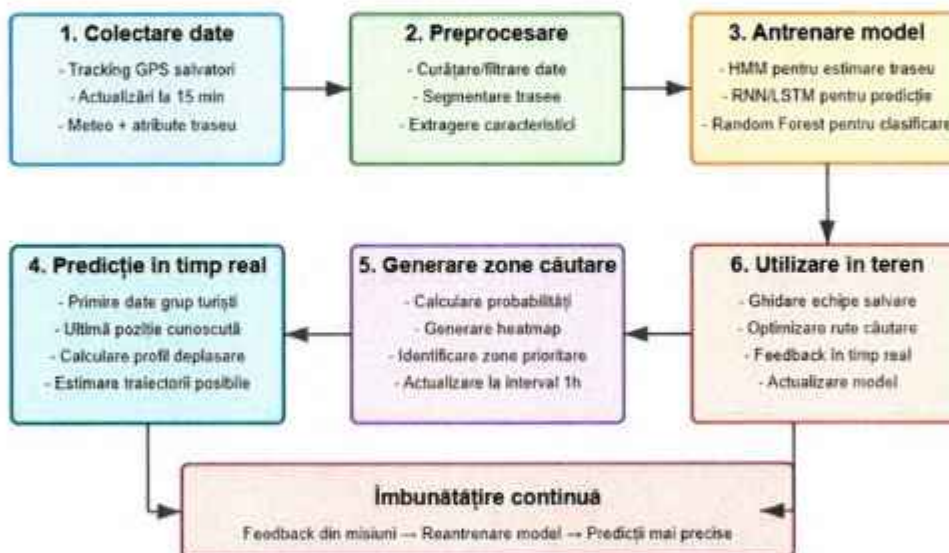 1. Colectare date
- Tracking GPS salvatori
- Actualizări la 15 min
- Meteo + atribute traseu
2. Preprocesare
- Curățare/filtrare date
- Segmentare trasee
- Extragere caracteristici
3. Antrenare model
- HMM pentru estimare traseu
- RNN/LSTM pentru predicție
- Random Forest pentru clasificare
4. Predicție în timp real
- Primire date grup turiști
- Ultimă poziție cunoscută
- Calculare profil deplasare
- Estimare traiectorii posibile
5. Generare zone căutare
- Calculare probabilități
- Generare heatmap
- Identificare zone prioritare
- Actualizare la interval 1h
6. Utilizare în teren
- Ghidare echipe salvare
- Optimizare rute căutare
- Feedback în timp real
- Actualizare model
Îmbunătățire continuă
Feedback din misiuni → Reantrenare model → Predicții mai precise